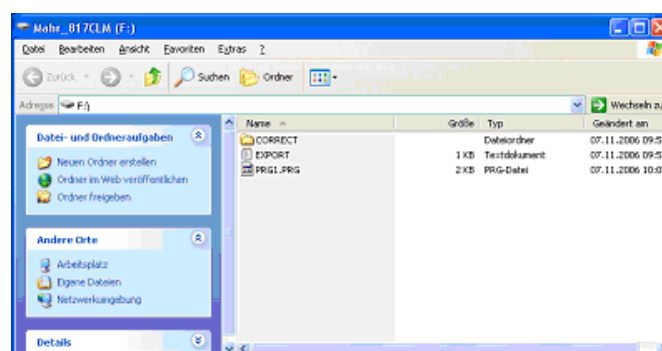 Mahr_817CLM (F:)
Datei Bearbeiten Ansicht Favoriten Extras ?
Zurück Suchen Ordner
Adresse F:\ Wechseln zu
Name Größe Typ Geändert am
Datei- und Ordneraufgaben
CORRECT Dateiordner 07.11.2006 09:5
EXPORT 1 KB Textdokument 07.11.2006 09:5
Neuen Ordner erstellen
PRG1.PRG 2 KB PRG-Datei 07.11.2006 10:0
Ordner im Web veröffentlichen
Ordner freigeben
Andere Orte
Arbeitsplatz
Eigene Dateien
Netzwerkumgebung
Details